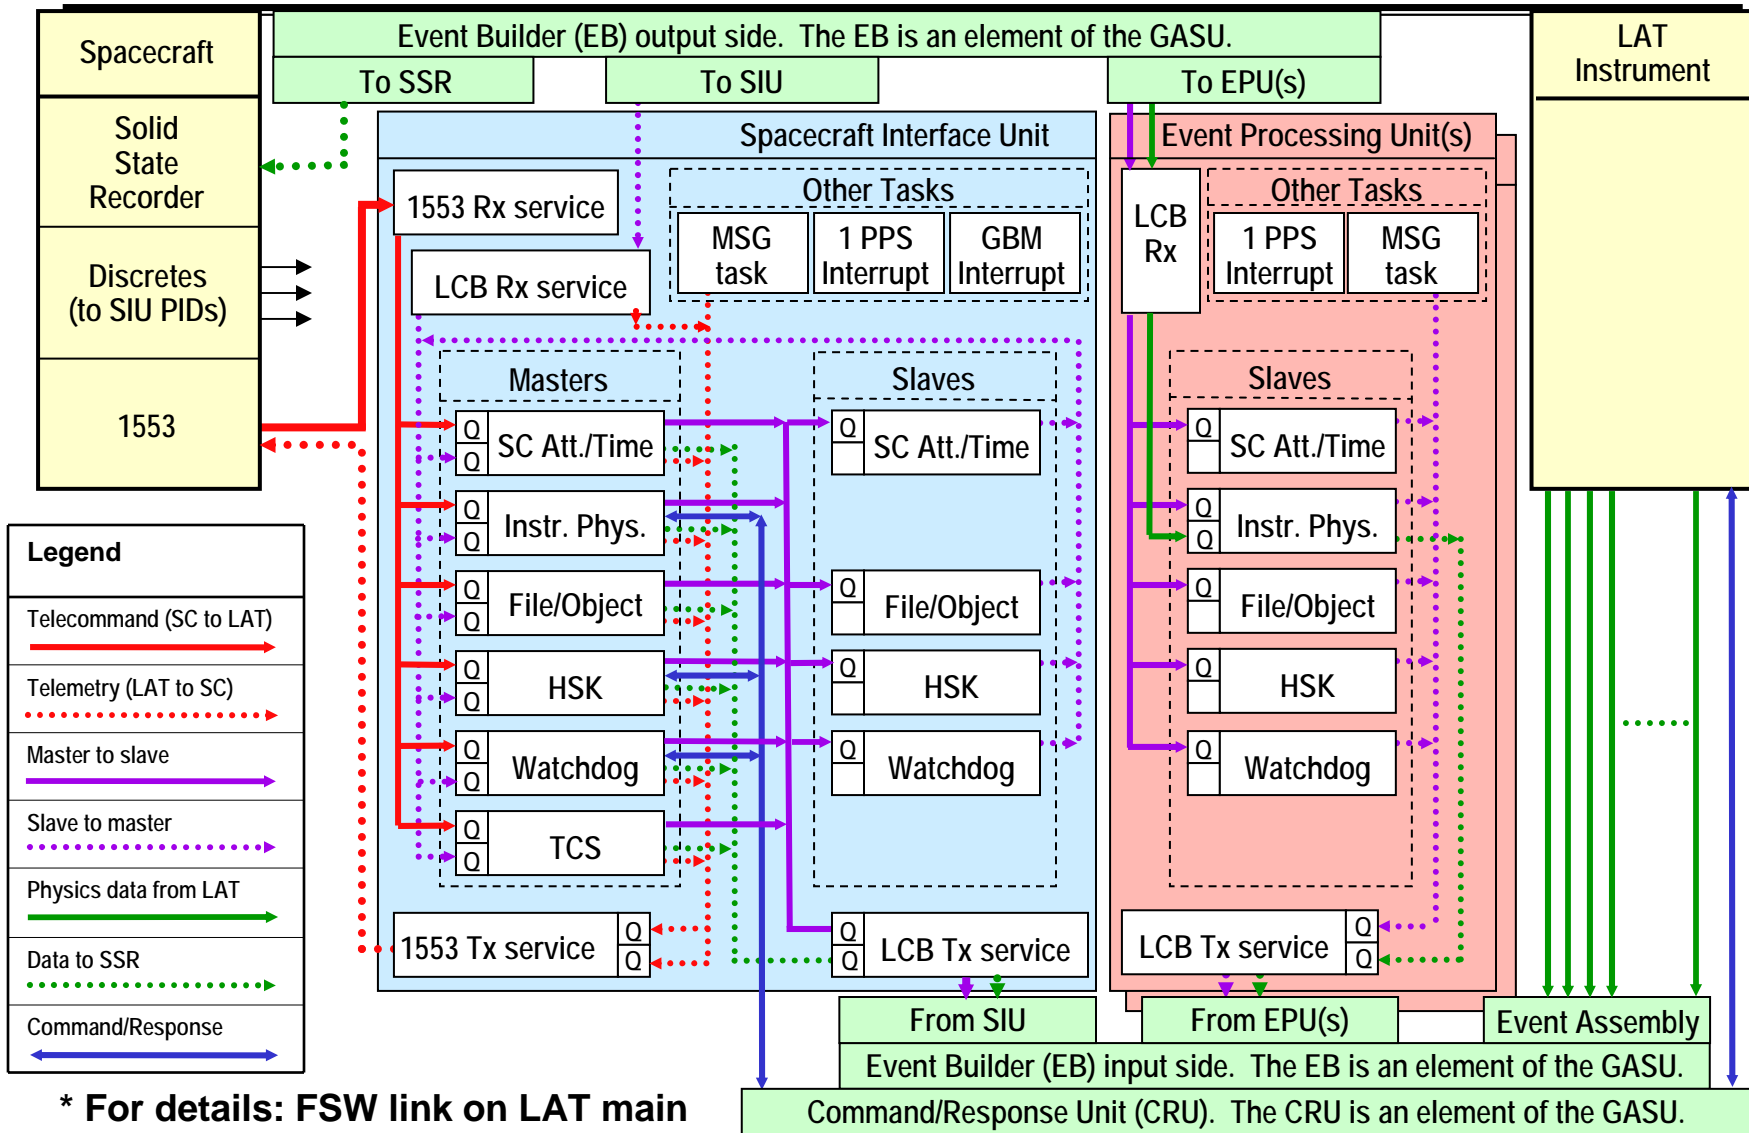 Spacecraft
Event Builder (EB) output side.  The EB is an element of the GASU.
To SSR
To SIU
To EPU(s)
LAT
Instrument
Solid
State
Recorder
Discretes
(to SIU PIDs)
1553
Spacecraft Interface Unit
1553 Rx service
LCB Rx service
Other Tasks
MSG
task
1 PPS
Interrupt
GBM
Interrupt
Masters
Q
Q
SC Att./Time
Q
Q
Instr. Phys.
Q
Q
File/Object
Q
Q
HSK
Q
Q
Watchdog
Q
Q
TCS
Slaves
Q
SC Att./Time
Q
File/Object
Q
HSK
Q
Watchdog
1553 Tx service
Q
Q
Q
Q
LCB Tx service
Event Processing Unit(s)
LCB
Rx
Other Tasks
1 PPS
Interrupt
MSG
task
Slaves
Q
SC Att./Time
Q
Q
Instr. Phys.
Q
File/Object
Q
HSK
Q
Watchdog
LCB Tx service
Q
Q
Legend
Telecommand (SC to LAT)
Telemetry (LAT to SC)
Master to slave
Slave to master
Physics data from LAT
Data to SSR
Command/Response
From SIU
From EPU(s)
Event Assembly
Event Builder (EB) input side.  The EB is an element of the GASU.
Command/Response Unit (CRU).  The CRU is an element of the GASU.
* For details: FSW link on LAT main